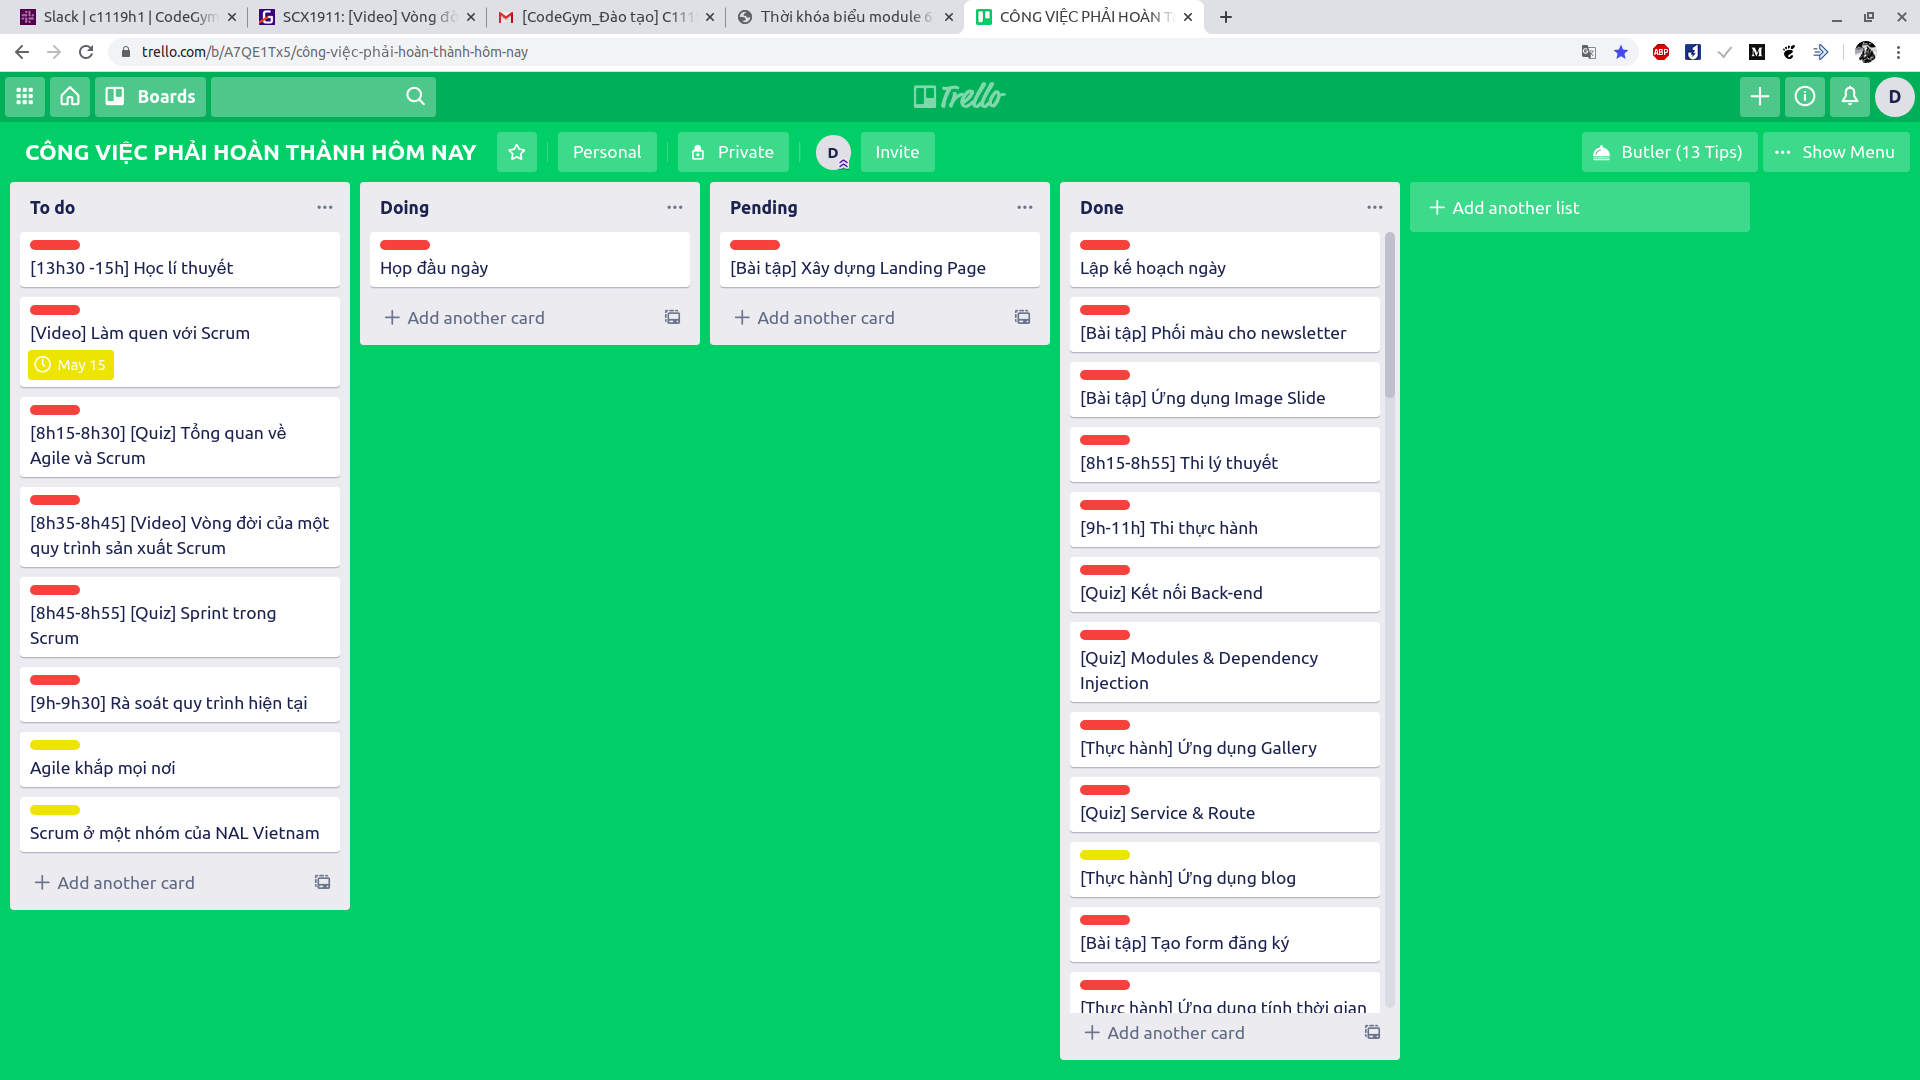 Slack | c1119h1 | CodeGym
SCX1911: [Video] Vòng đờ
[CodeGym_Đào tạo] C111
Thời khóa biểu module 6
CÔNG VIỆC PHẢI HOÀN T
trello.com/b/A7QE1Tx5/công-việc-phải-hoàn-thành-hôm-nay
ABP
Boards
Trello
D
CÔNG VIỆC PHẢI HOÀN THÀNH HÔM NAY
Personal
Private
D
Invite
Butler (13 Tips)
Show Menu
To do
[13h30 -15h] Học lí thuyết
[Video] Làm quen với Scrum
May 15
[8h15-8h30] [Quiz] Tổng quan về
Agile và Scrum
[8h35-8h45] [Video] Vòng đời của một
quy trình sản xuất Scrum
[8h45-8h55] [Quiz] Sprint trong
Scrum
[9h-9h30] Rà soát quy trình hiện tại
Agile khắp mọi nơi
Scrum ở một nhóm của NAL Vietnam
Add another card
Doing
Họp đầu ngày
Add another card
Pending
[Bài tập] Xây dựng Landing Page
Add another card
Done
Lập kế hoạch ngày
[Bài tập] Phối màu cho newsletter
[Bài tập] Ứng dụng Image Slide
[8h15-8h55] Thi lý thuyết
[9h-11h] Thi thực hành
[Quiz] Kết nối Back-end
[Quiz] Modules & Dependency
Injection
[Thực hành] Ứng dụng Gallery
[Quiz] Service & Route
[Thực hành] Ứng dụng blog
[Bài tập] Tạo form đăng ký
[Thực hành] Ứng dụng tính thời gian
Add another card
Add another list